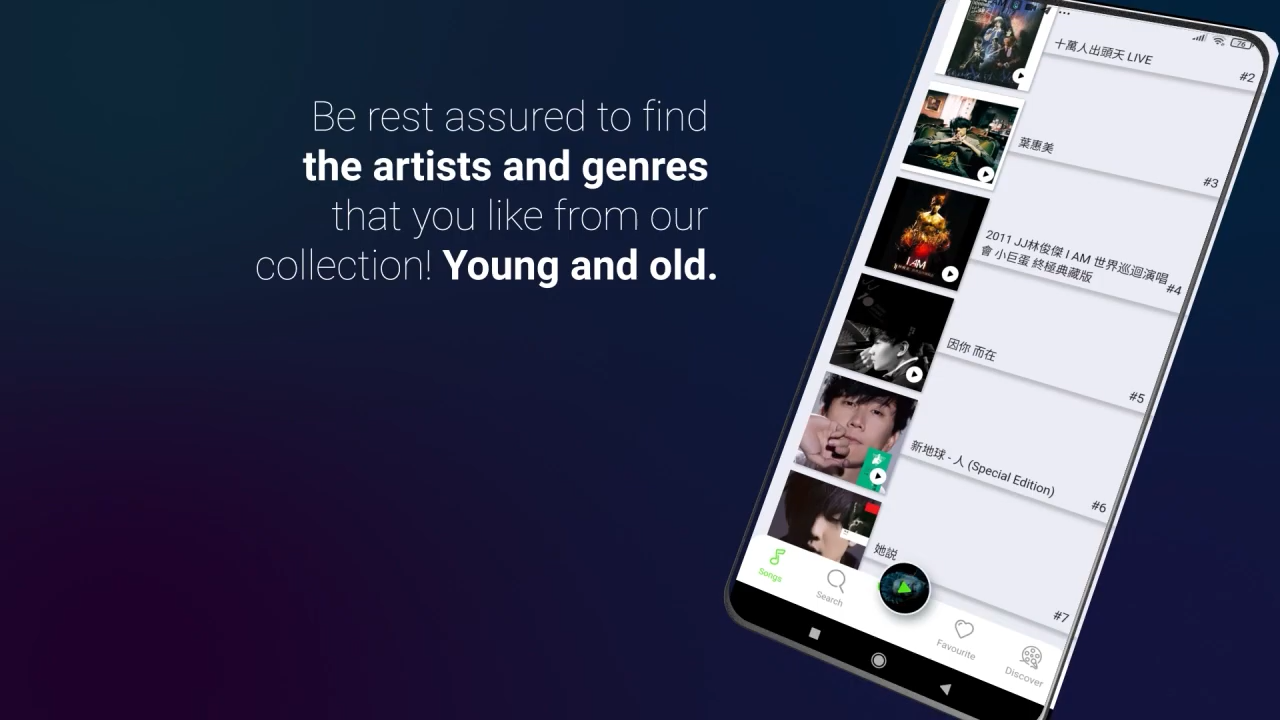 Be rest assured to find
the artists and genres
that you like from our
collection! Young and old.
76
十萬人出頭天 LIVE
#2
葉惠美
#3
I AM
2011 JJ林俊傑 I AM 世界巡迴演唱
會 小巨蛋 終極典藏版
#4
因你 而在
#5
新地球 - 人 (Special Edition)
#6
她説
#7
Songs
Search
Favourite
Discover